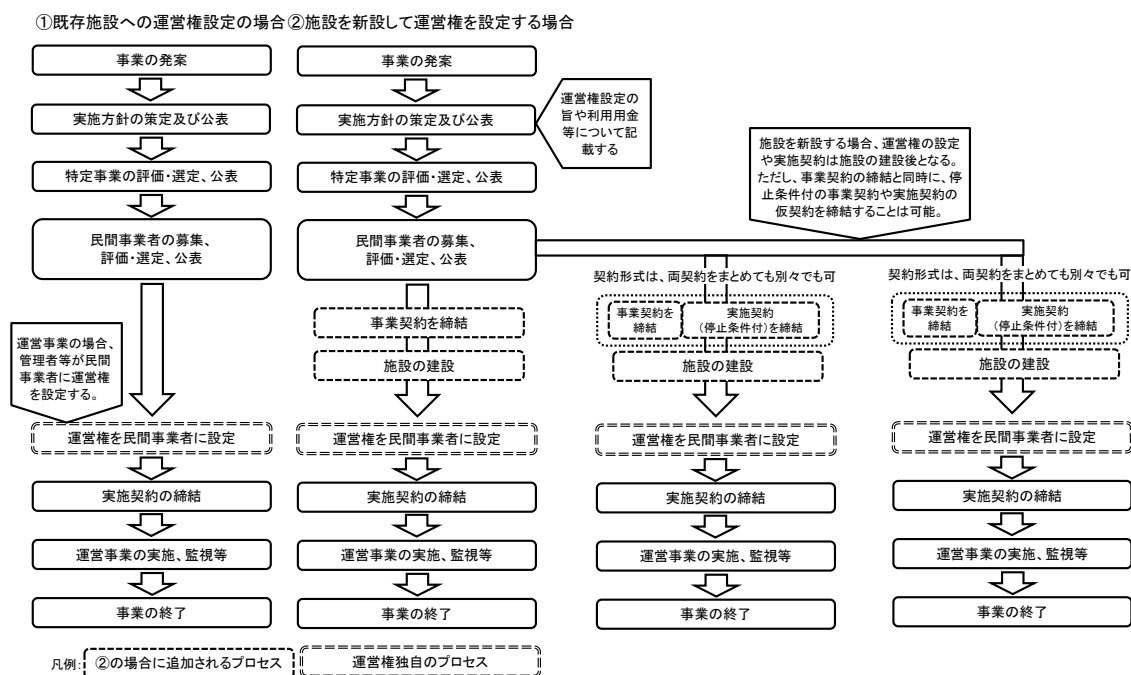 ①既存施設への運営権設定の場合
②施設を新設して運営権を設定する場合
事業の発案
実施方針の策定及び公表
特定事業の評価・選定、公表
民間事業者の募集、
評価・選定、公表
運営事業の場合、
管理者等が民間
事業者に運営権
を設定する。
運営権を民間事業者に設定
実施契約の締結
運営事業の実施、監視等
事業の終了
事業の発案
実施方針の策定及び公表
運営権設定の
旨や利用用金
等について記
載する
特定事業の評価・選定、公表
民間事業者の募集、
評価・選定、公表
事業契約を締結
施設の建設
運営権を民間事業者に設定
実施契約の締結
運営事業の実施、監視等
事業の終了
施設を新設する場合、運営権の設定
や実施契約は施設の建設後となる。
ただし、事業契約の締結と同時に、停
止条件付の事業契約や実施契約の
仮契約を締結することは可能。
契約形式は、両契約をまとめても別々でも可
事業契約を
締結
実施契約
(停止条件付)を締結
施設の建設
運営権を民間事業者に設定
実施契約の締結
運営事業の実施、監視等
事業の終了
契約形式は、両契約をまとめても別々でも可
事業契約を
締結
実施契約
(停止条件付)を締結
施設の建設
運営権を民間事業者に設定
実施契約の締結
運営事業の実施、監視等
事業の終了
凡例:
②の場合に追加されるプロセス
運営権独自のプロセス